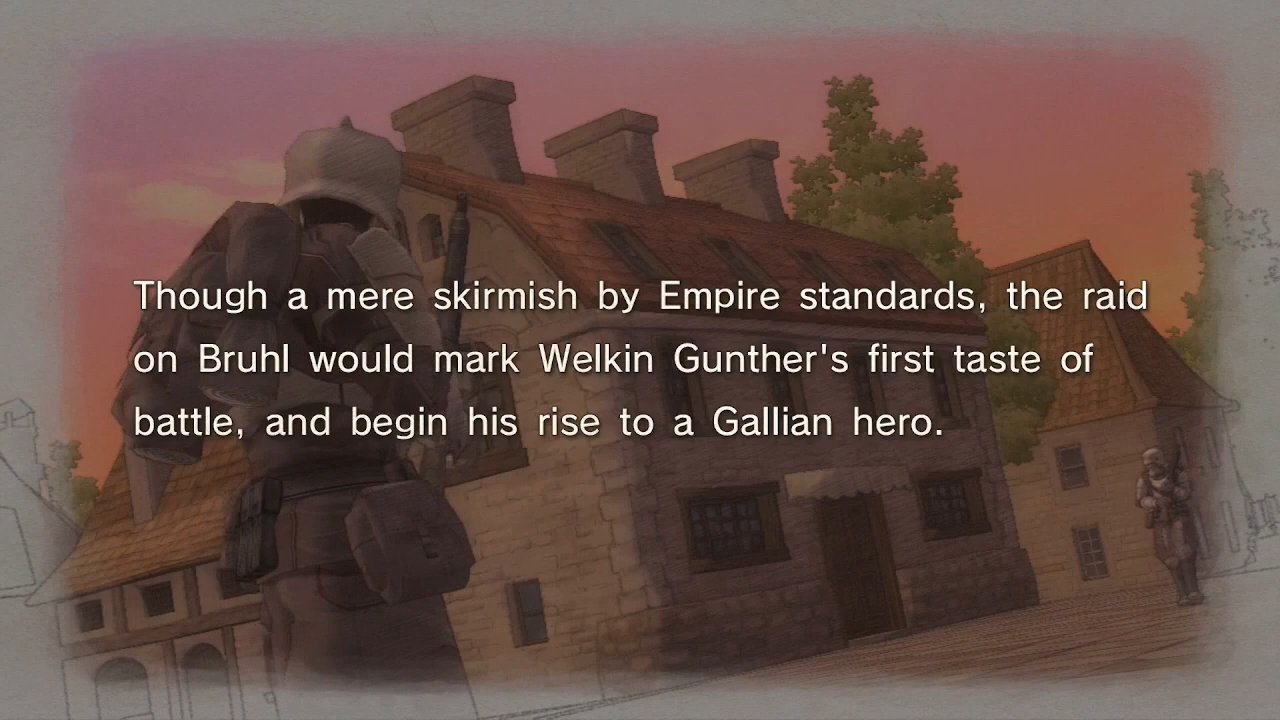 Though a mere skirmish by Empire standards, the raid
on Bruhl would mark Welkin Gunther's first taste of
battle, and begin his rise to a Gallian hero.